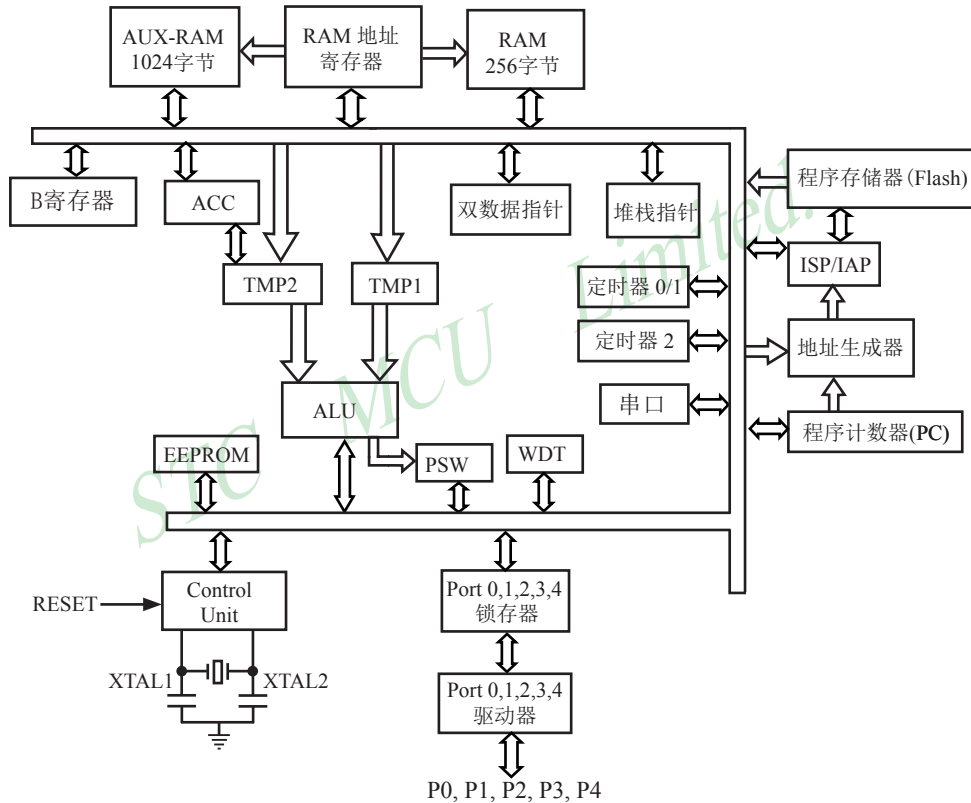 AUX-RAM
1024字节
RAM 地址
寄存器
RAM
256字节
B寄存器
ACC
双数据指针
堆栈指针
程序存储器(Flash)
TMP2
TMP1
定时器 0/1
ISP/IAP
定时器 2
地址生成器
ALU
串口
程序计数器(PC)
EEPROM
PSW
WDT
STC MCU Limited.
RESET
Control
Unit
Port 0,1,2,3,4
锁存器
XTAL1
XTAL2
Port 0,1,2,3,4
驱动器
P0, P1, P2, P3, P4